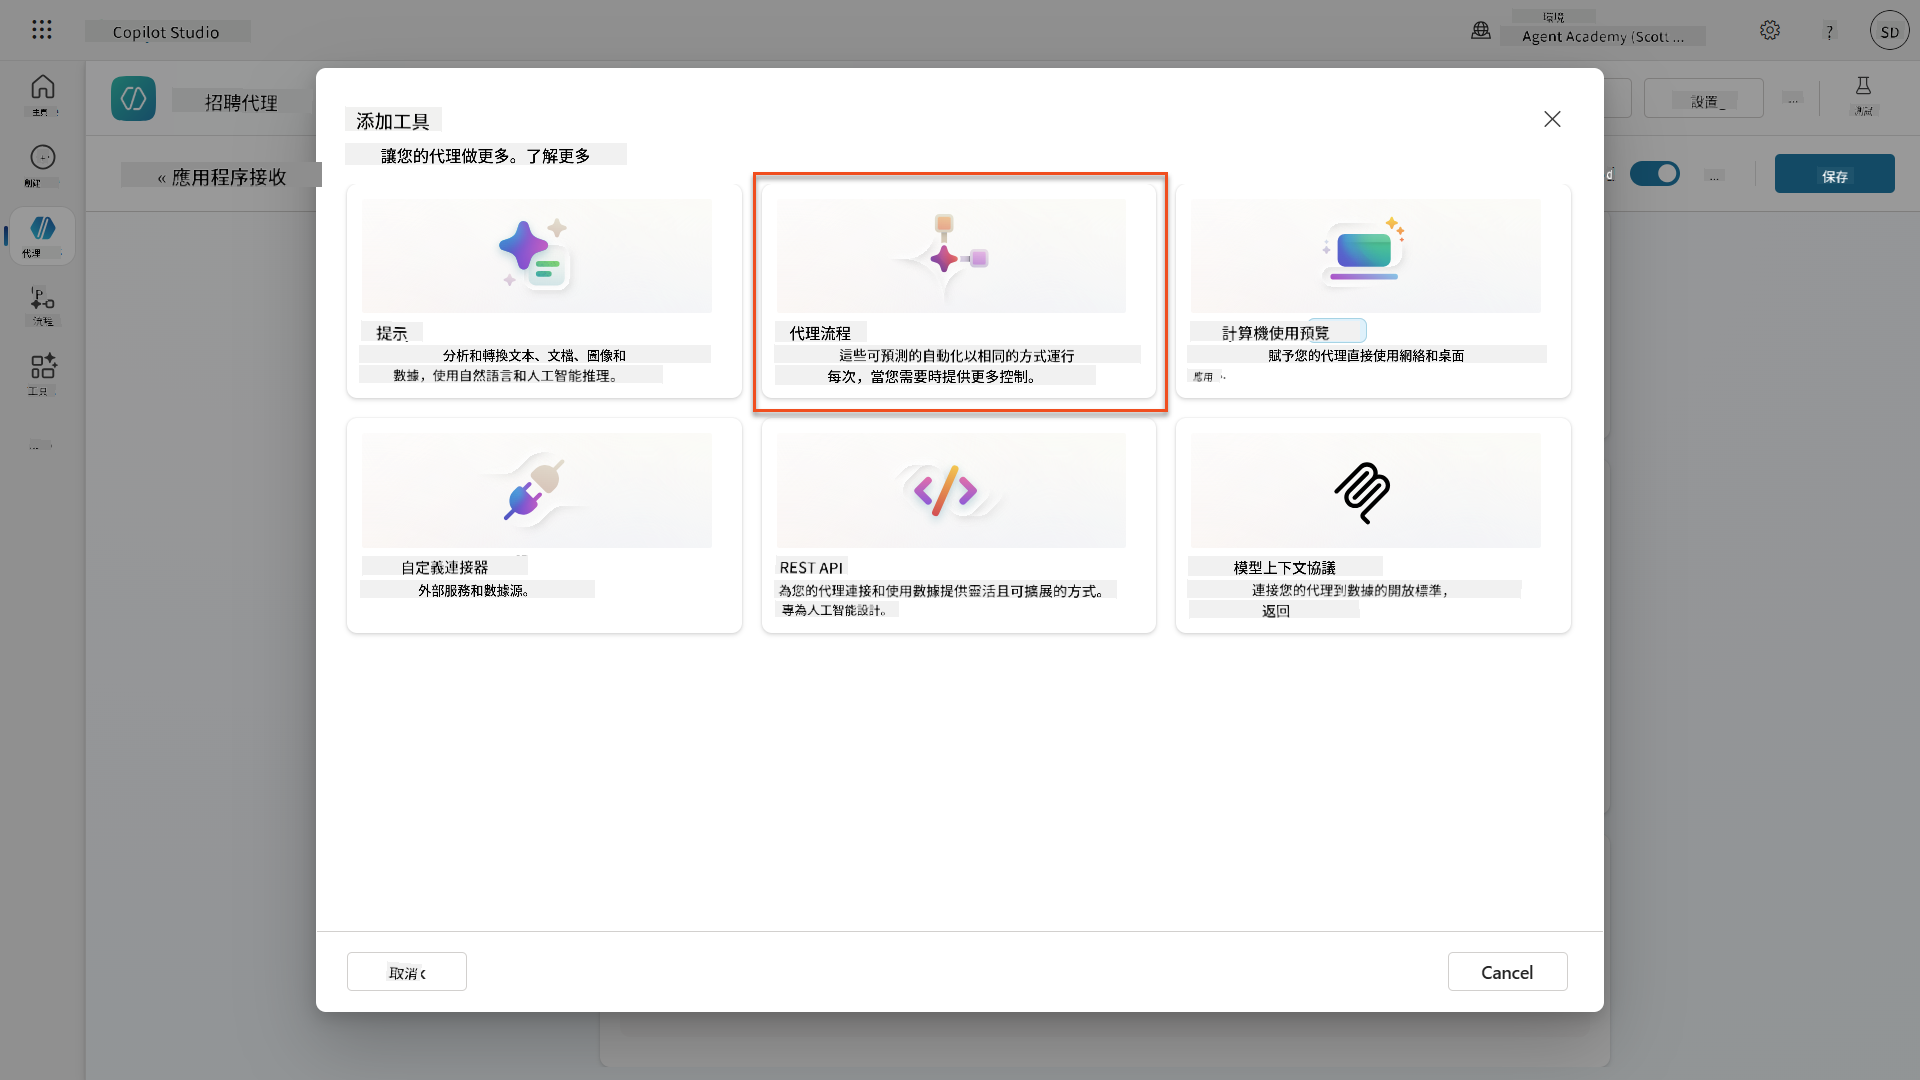 Copilot Studio
環境
Agent Academy (Scott ...
?
SD
主頁
招聘代理
設置
...
測試
創建
« 應用程序接收
d
...
保存
代理
流程
工具
...
添加工具
讓您的代理做更多。了解更多
提示
分析和轉換文本、文檔、圖像和
數據，使用自然語言和人工智能推理。
代理流程
這些可預測的自動化以相同的方式運行
每次，當您需要時提供更多控制。
計算機使用預覽
賦予您的代理直接使用網絡和桌面
應用
自定義連接器
外部服務和數據源。
REST API
為您的代理連接和使用數據提供靈活且可擴展的方式。
專為人工智能設計。
模型上下文協議
連接您的代理到數據的開放標準，
返回
取消
Cancel